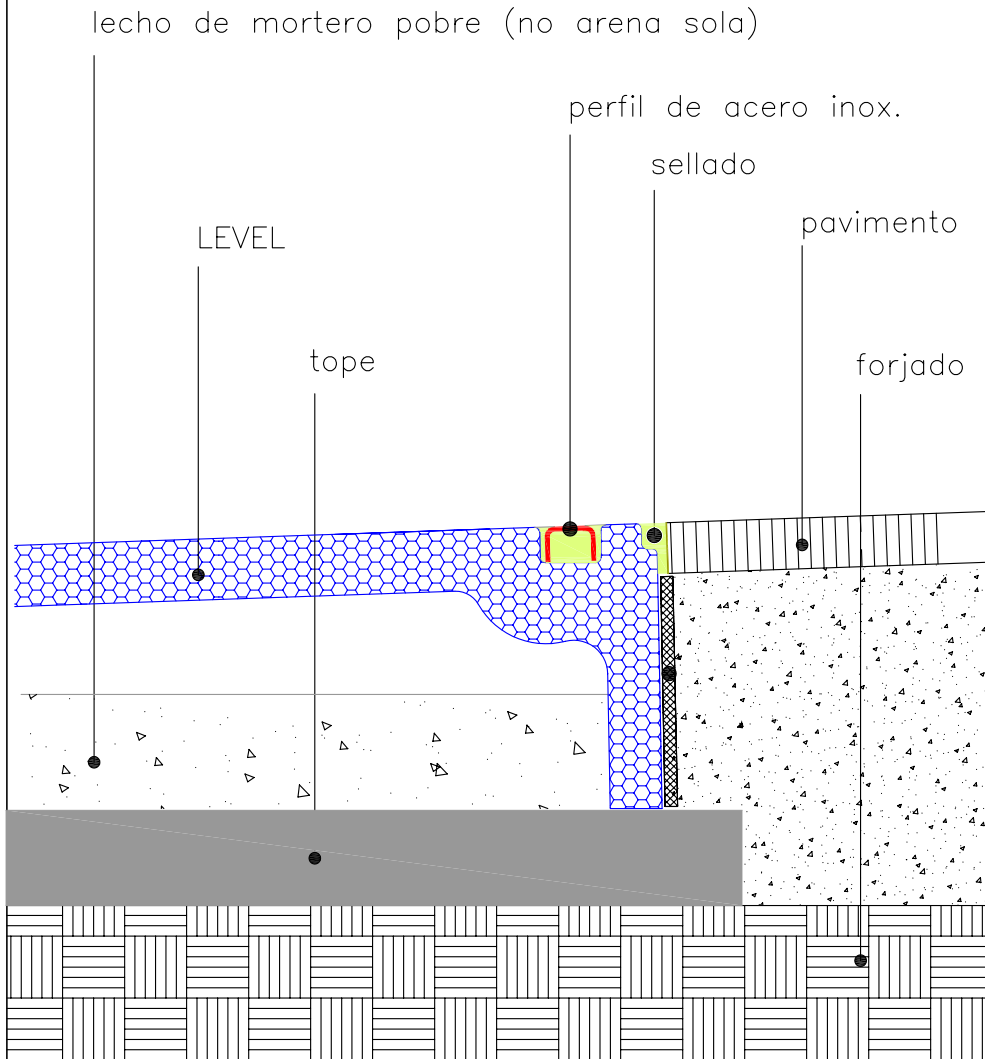 lecho de mortero pobre (no arena sola)
perfil de acero inox.
sellado
pavimento
LEVEL
tope
forjado